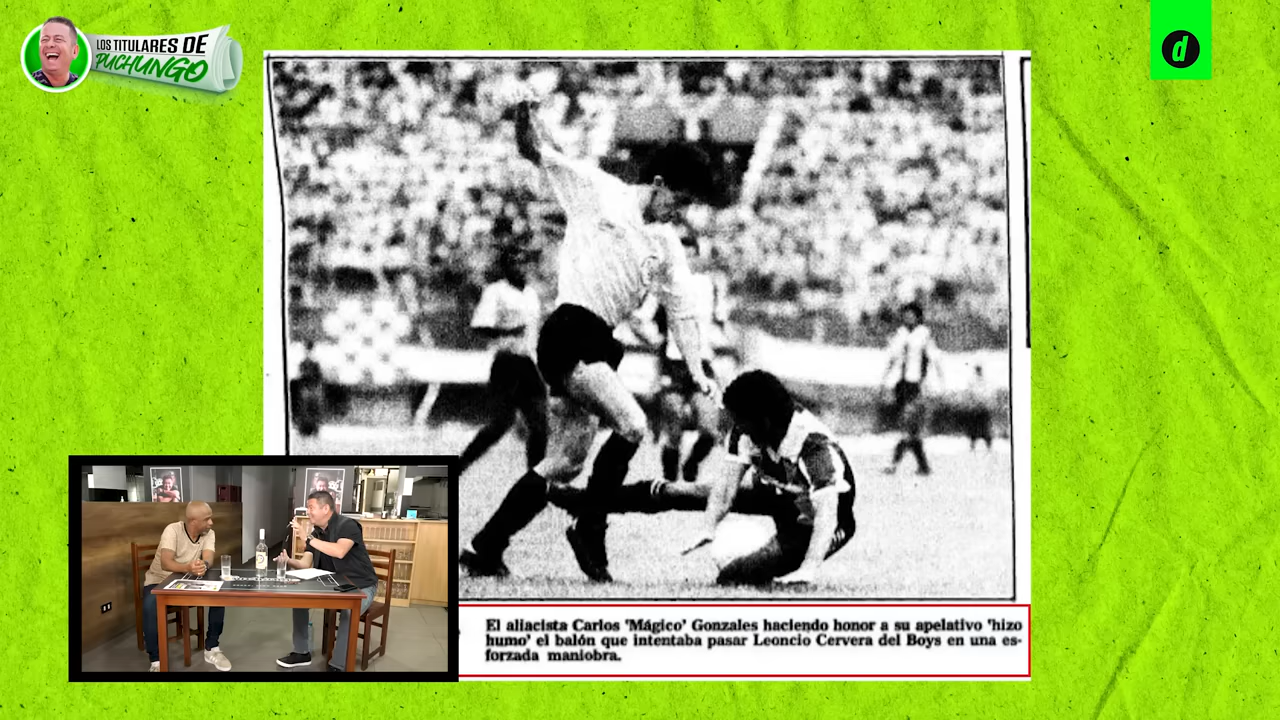 LOS TITULARES DE
PUCHUNGO
d
El aliacista Carlos 'Mágico' Gonzales haciendo honor a su apelativo 'hizo
humo' el balón que intentaba pasar Leoncio Cervera del Boys en una es-
forzada maniobra.